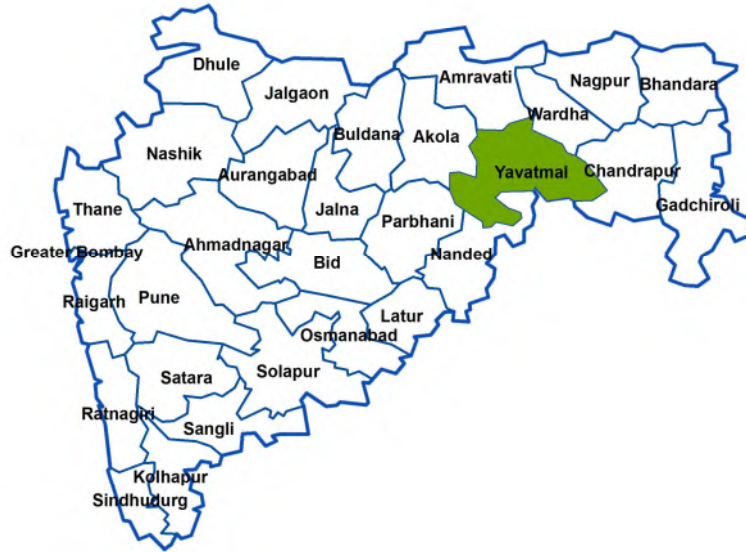 Dhule
Jalgaon
Amravati
Nagpur
Bhandara
Buldana
Akola
Wardha
Nashik
Aurangabad
Yavatmal
Chandrapur
Thane
Jalna
Parbhani
Gadchiroli
Greater Bombay
Ahmadnagar
Bid
Nanded
Raigarh
Pune
Latur
Osmanabad
Satara
Solapur
Ratnagiri
Sangli
Kolhapur
Sindhudurg